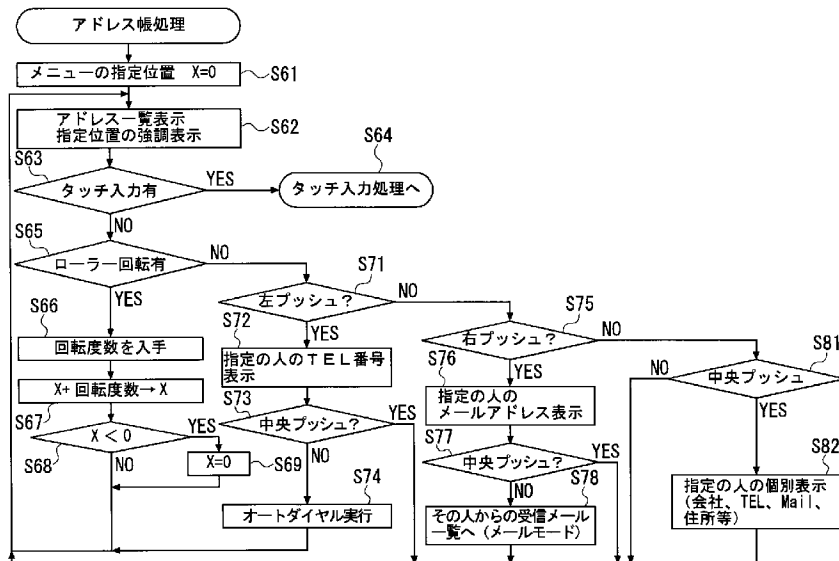 アドレス帳処理
メニューの指定位置 X=0
S61
アドレス一覧表示
指定位置の強調表示
S62
S63
タッチ入力有
YES
NO
S64
タッチ入力処理へ
S65
ローラー回転有
NO
YES
S66
回転度数を入手
X+回転度数→X
S67
X<0
YES
NO
S68
X=0
S69
S71
左プッシュ?
NO
YES
S72
指定の人のTEL番号
表示
S73
中央プッシュ?
YES
NO
S74
オートダイヤル実行
S75
右プッシュ?
NO
YES
S76
指定の人の
メールアドレス表示
S77
中央プッシュ?
YES
NO
S78
その人からの受信メール
一覧へ(メールモード)
S81
中央プッシュ
NO
YES
S82
指定の人の個別表示
(会社、TEL、Mail、
住所等)